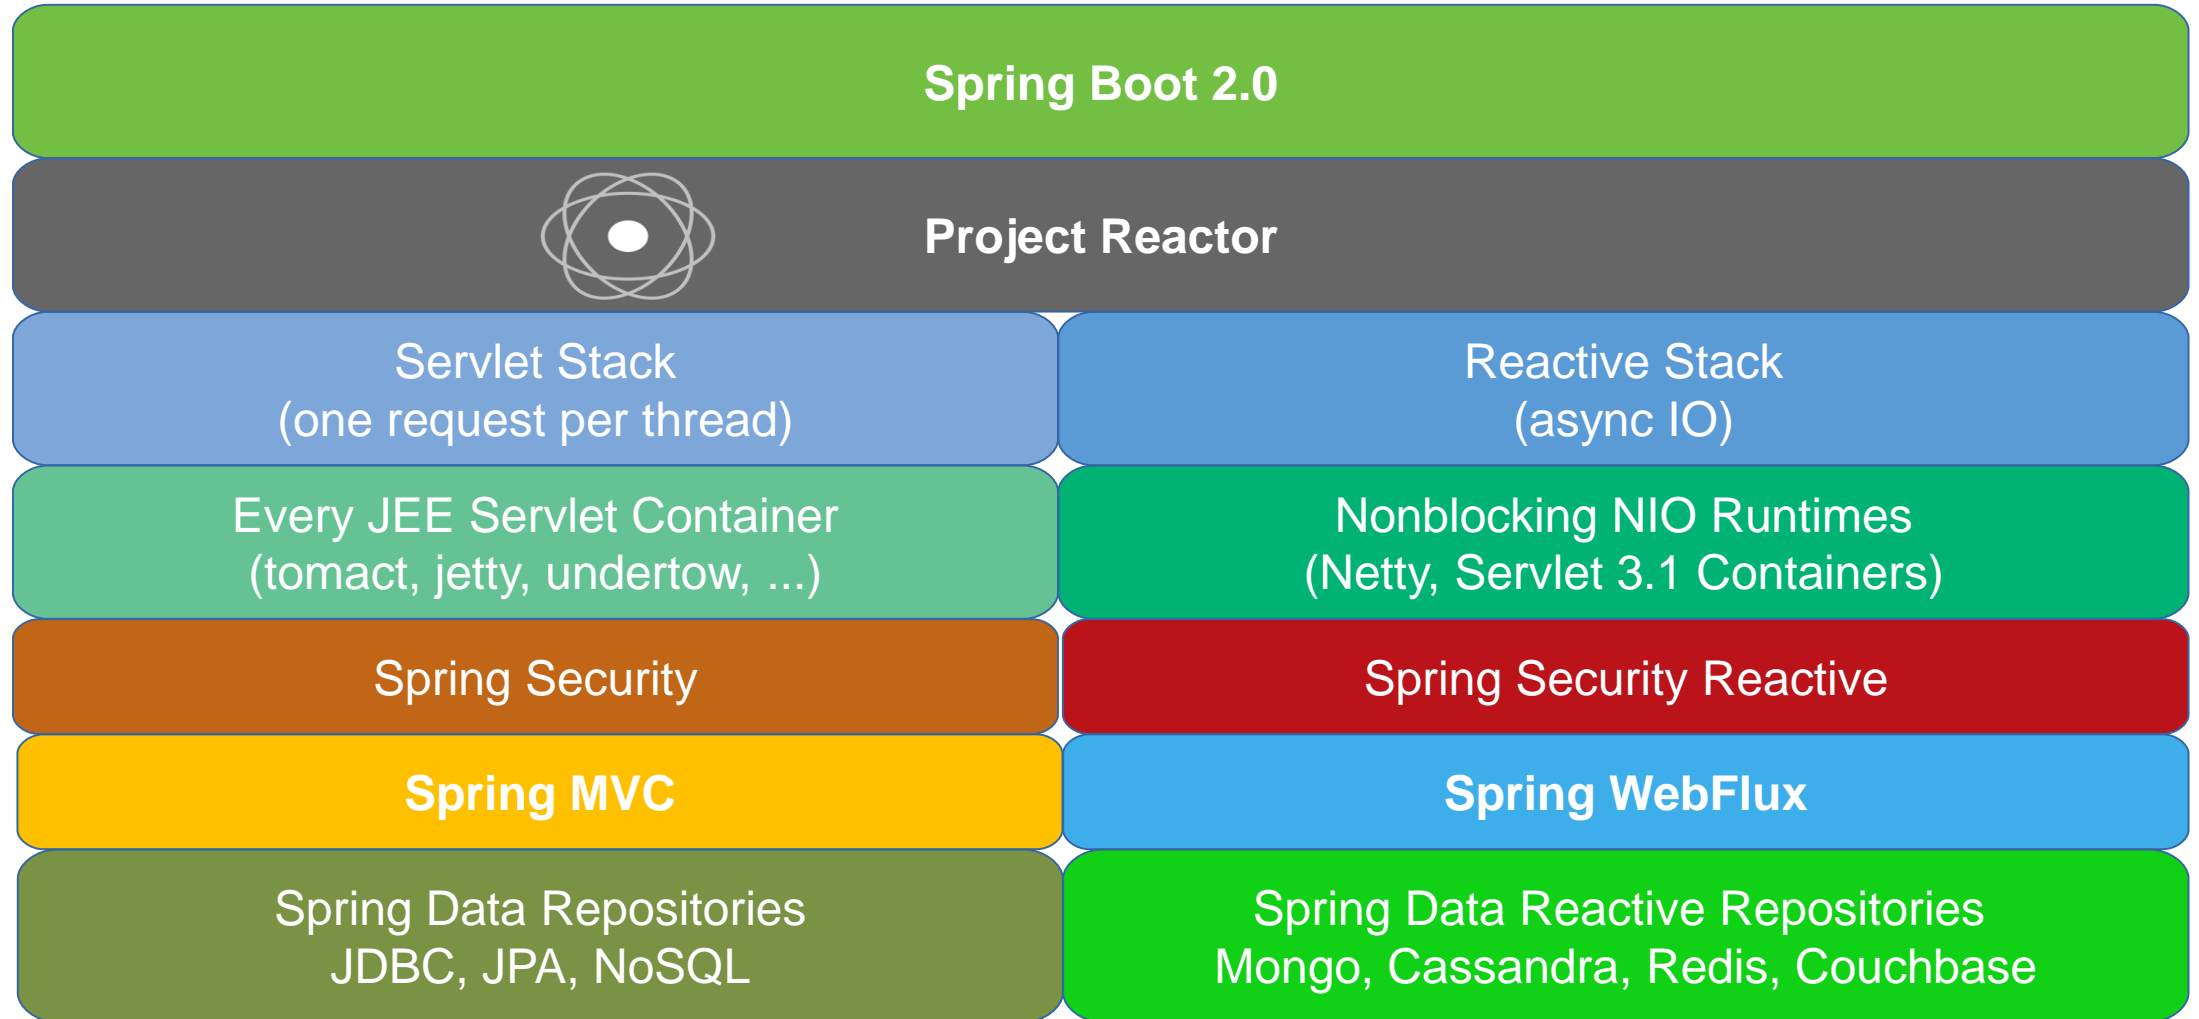 Spring Boot 2.0
Project Reactor
Servlet Stack
(one request per thread)
Reactive Stack
(async IO)
Every JEE Servlet Container
(tomact, jetty, undertow, ...)
Nonblocking NIO Runtimes
(Netty, Servlet 3.1 Containers)
Spring Security
Spring Security Reactive
Spring MVC
Spring WebFlux
Spring Data Repositories
JDBC, JPA, NoSQL
Spring Data Reactive Repositories
Mongo, Cassandra, Redis, Couchbase